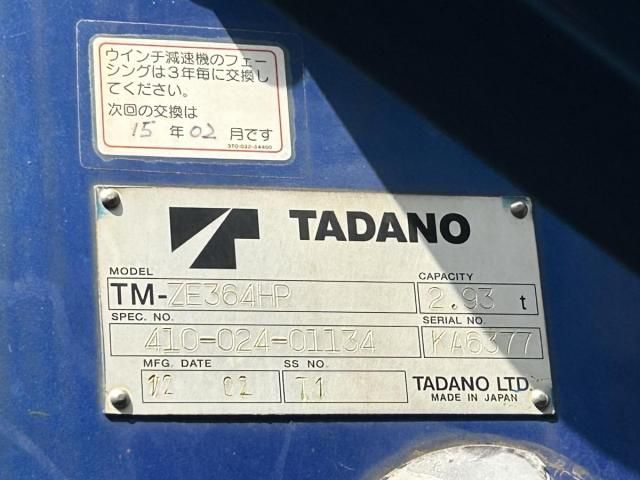 ウインチ減速機のフェー
シングは3年毎に交換し
てください。
次回の交換は
15 年 02 月です
370-032-34400
TADANO
MODEL
TM-ZE364HP
CAPACITY
2.93 t
SPEC. NO.
410-024-01134
SERIAL NO.
KA6377
MFG. DATE
12 02
SS NO.
T1
TADANO LTD.
MADE IN JAPAN